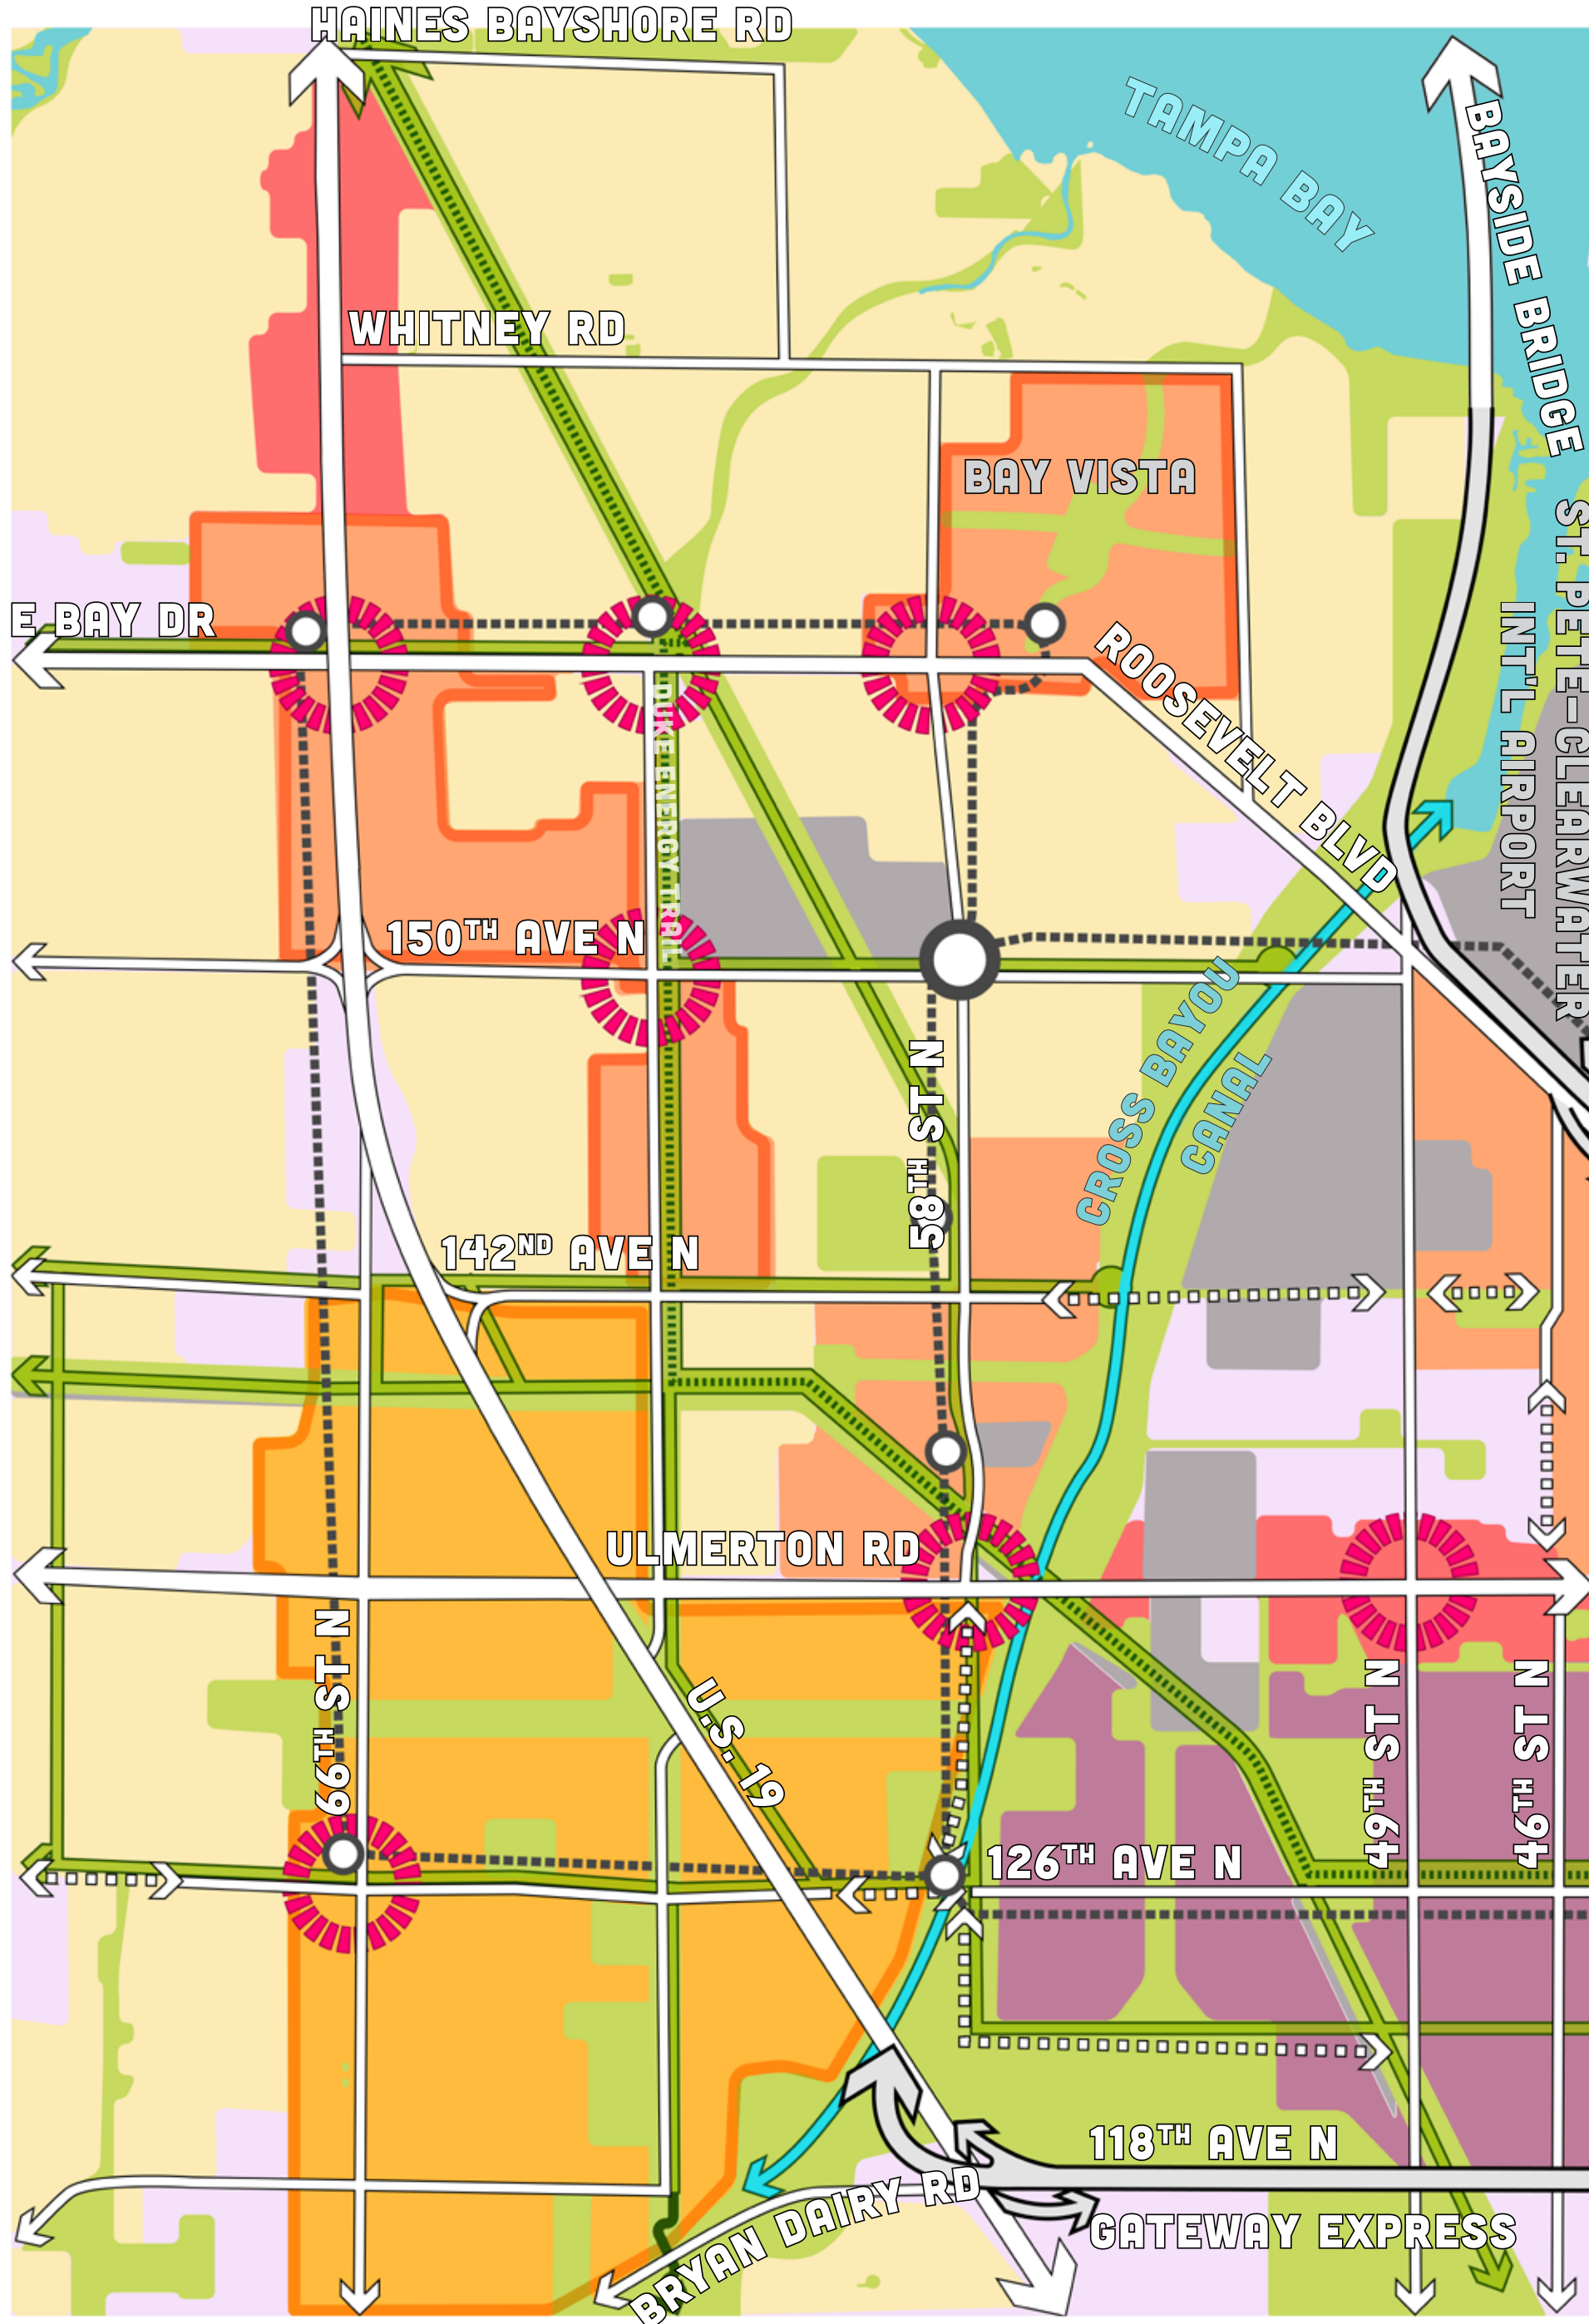 HAINES BAYSHORE RD
TAMPA BAY
BAYSIDE BRIDGE
WHITNEY RD
BAY VISTA
E BAY DR
ROOSEVELT BLVD
ST. PETE-CLEARWATER
INT'L AIRPORT
DUKE ENERGY TRAIL
150TH AVE N
CROSS BAYOU
CANAL
58TH ST N
142ND AVE N
ULMERTON RD
66TH ST N
U.S. 19
49TH ST N
46TH ST N
126TH AVE N
118TH AVE N
BRYAN DAIRY RD
GATEWAY EXPRESS